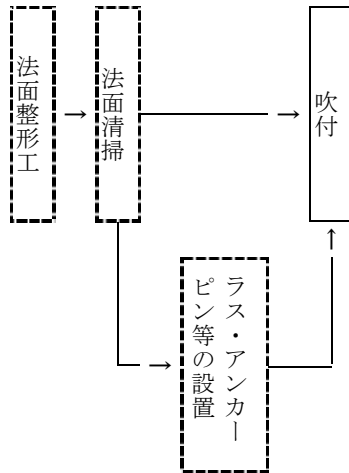 法面整形工
→
法面清掃
→
吹付
→
ラス・アンカー
ピン等の設置
↑